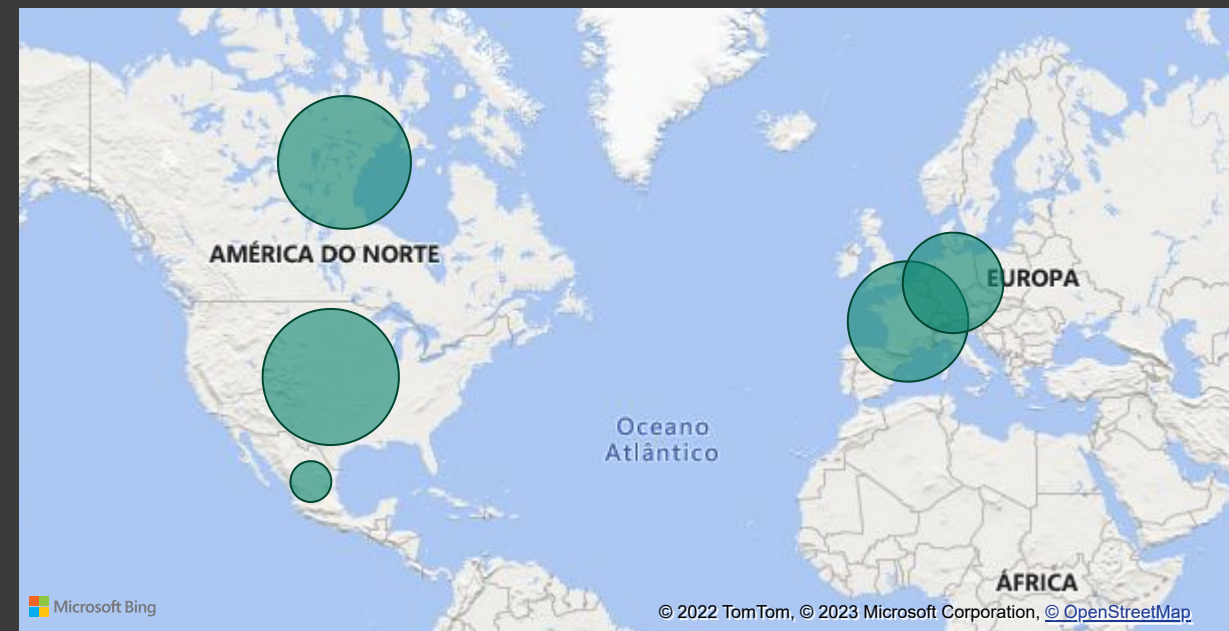 AMÉRICA DO NORTE
EUROPA
Oceano
Atlântico
ÁFRICA
Microsoft Bing
© 2022 TomTom, © 2023 Microsoft Corporation, © OpenStreetMap